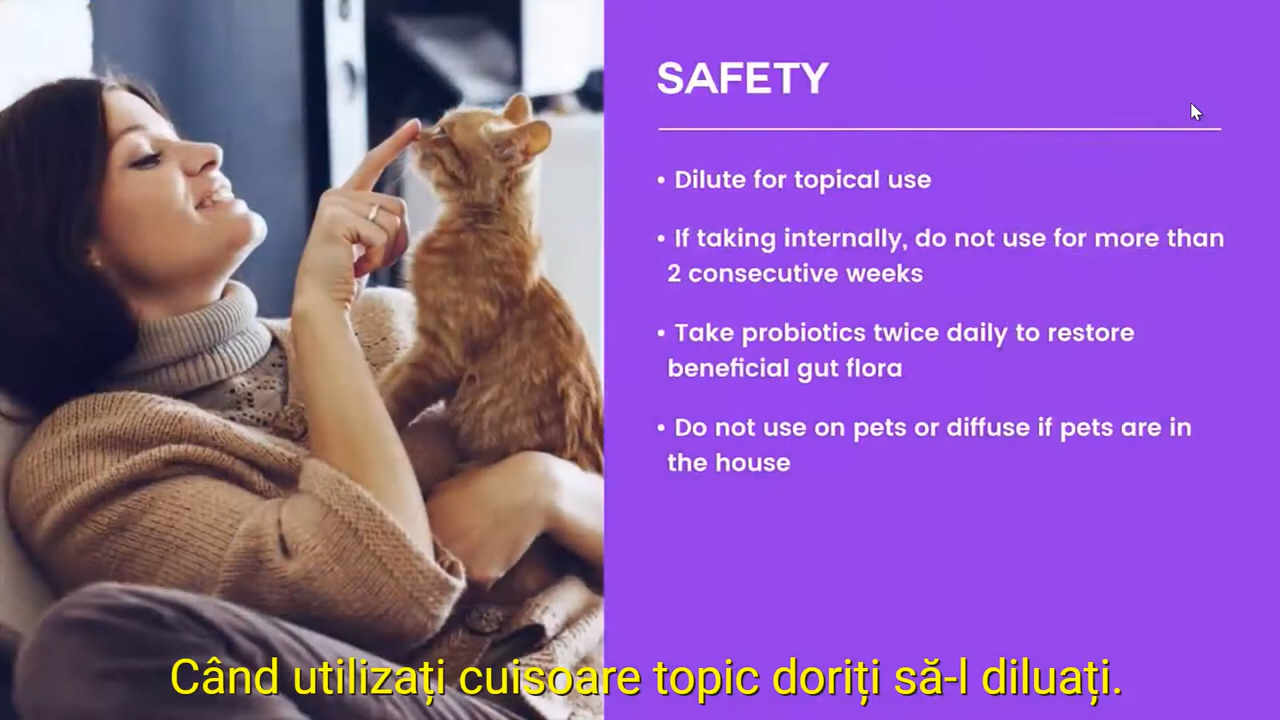 SAFETY
• Dilute for topical use
• If taking internally, do not use for more than
2 consecutive weeks
• Take probiotics twice daily to restore
beneficial gut flora
• Do not use on pets or diffuse if pets are in
the house
Când utilizați cuisoare topic doriți să-l diluați.